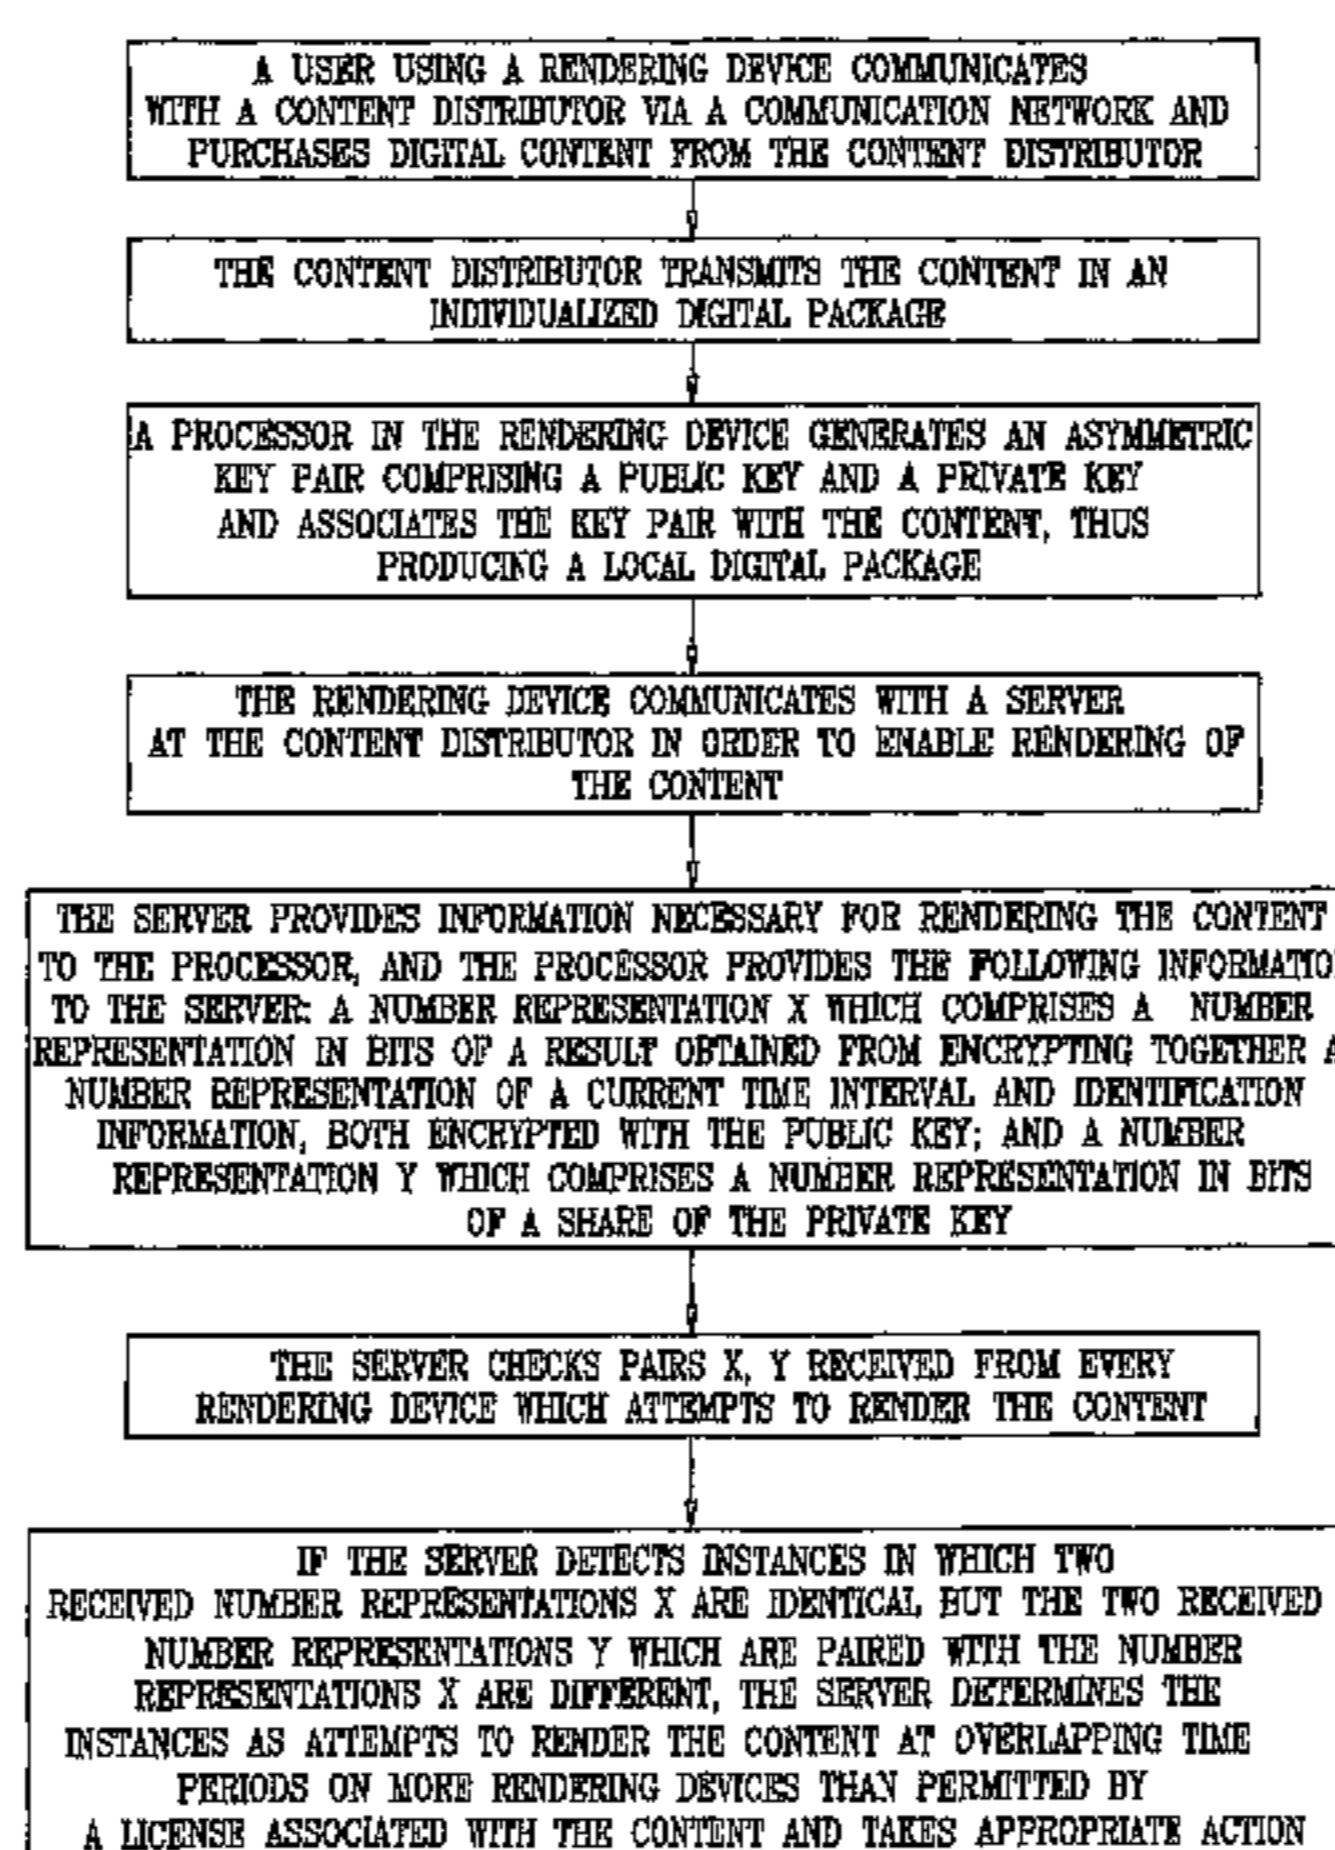 A USER USING A RENDERING DEVICE COMMUNICATES
WITH A CONTENT DISTRIBUTOR VIA A COMMUNICATION NETWORK AND
PURCHASES DIGITAL CONTENT FROM THE CONTENT DISTRIBUTOR
THE CONTENT DISTRIBUTOR TRANSMITS THE CONTENT IN AN
INDIVIDUALIZED DIGITAL PACKAGE
A PROCESSOR IN THE RENDERING DEVICE GENERATES AN ASYMMETRIC
KEY PAIR COMPRISING A PUBLIC KEY AND A PRIVATE KEY
AND ASSOCIATES THE KEY PAIR WITH THE CONTENT, THUS
PRODUCING A LOCAL DIGITAL PACKAGE
THE RENDERING DEVICE COMMUNICATES WITH A SERVER
AT THE CONTENT DISTRIBUTOR IN ORDER TO ENABLE RENDERING OF
THE CONTENT
THE SERVER PROVIDES INFORMATION NECESSARY FOR RENDERING THE CONTENT
TO THE PROCESSOR, AND THE PROCESSOR PROVIDES THE FOLLOWING INFORMATIO
TO THE SERVER: A NUMBER REPRESENTATION X WHICH COMPRISES A NUMBER
REPRESENTATION IN BITS OF A RESULT OBTAINED FROM ENCRYPTING TOGETHER A
NUMBER REPRESENTATION OF A CURRENT TIME INTERVAL AND IDENTIFICATION
INFORMATION, BOTH ENCRYPTED WITH THE PUBLIC KEY; AND A NUMBER
REPRESENTATION Y WHICH COMPRISES A NUMBER REPRESENTATION IN BITS
OF A SHARE OF THE PRIVATE KEY
THE SERVER CHECKS PAIRS X, Y RECEIVED FROM EVERY
RENDERING DEVICE WHICH ATTEMPTS TO RENDER THE CONTENT
IF THE SERVER DETECTS INSTANCES IN WHICH TWO
RECEIVED NUMBER REPRESENTATIONS X ARE IDENTICAL BUT THE TWO RECEIVED
NUMBER REPRESENTATIONS Y WHICH ARE PAIRED WITH THE NUMBER
REPRESENTATIONS X ARE DIFFERENT, THE SERVER DETERMINES THE
INSTANCES AS ATTEMPTS TO RENDER THE CONTENT AT OVERLAPPING TIME
PERIODS ON MORE RENDERING DEVICES THAN PERMITTED BY
A LICENSE ASSOCIATED WITH THE CONTENT AND TAKES APPROPRIATE ACTION